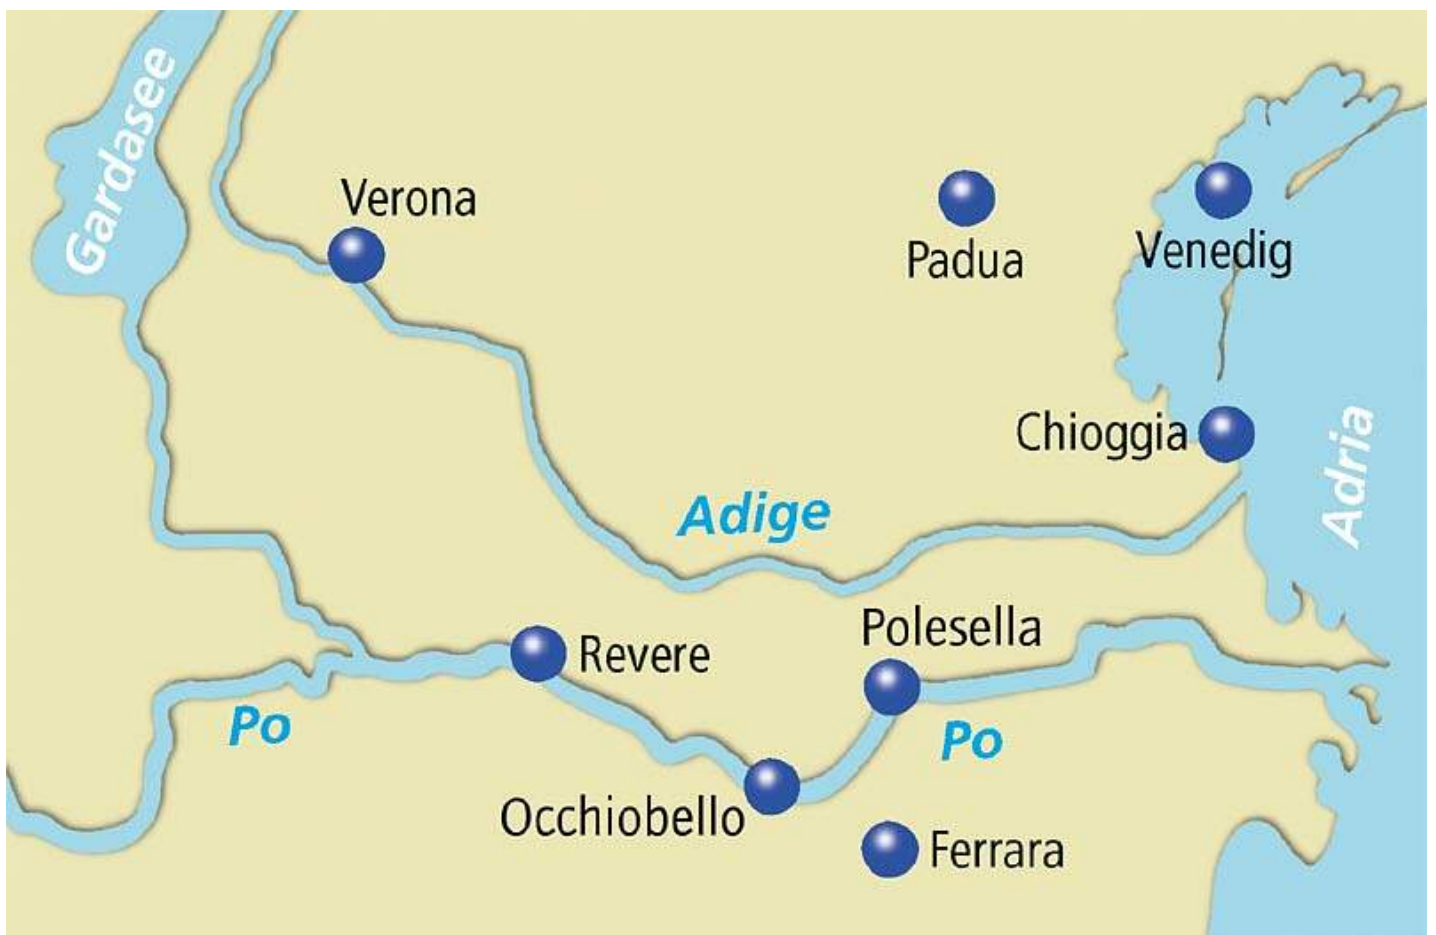 Gardasee
Verona
Padua
Venedig
Chioggia
Adria
Adige
Polesella
Revere
Po
Po
Occhiobello
Ferrara